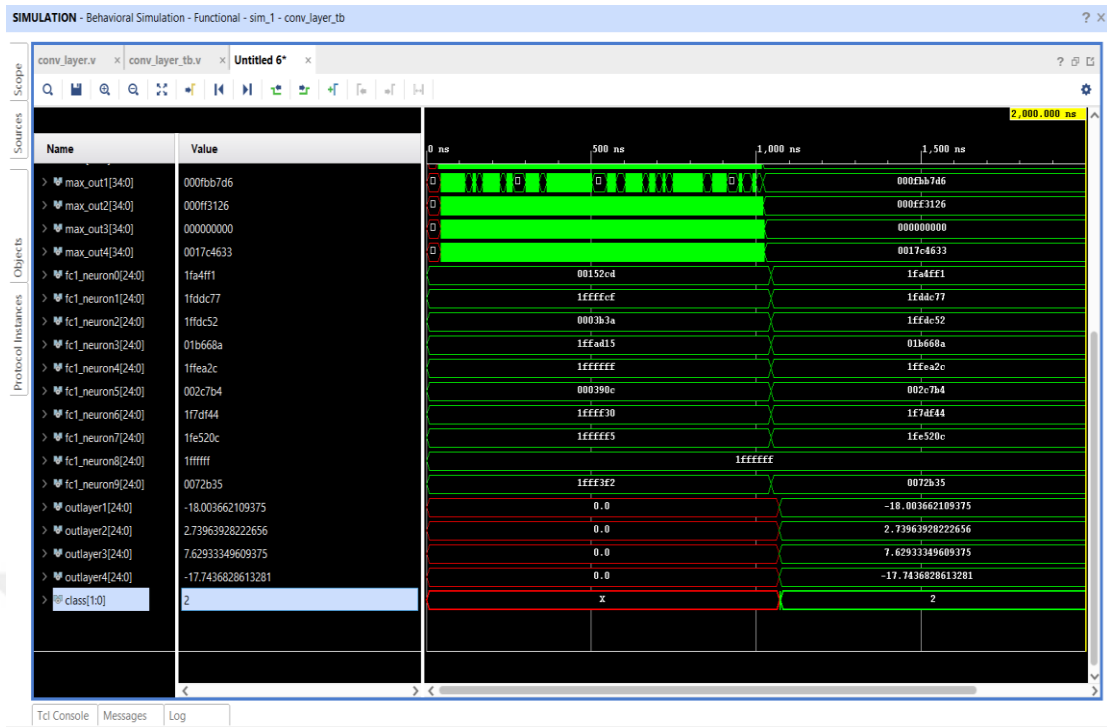 SIMULATION - Behavioral Simulation - Functional - sim_1 - conv_layer_tb ? X
Scope
Sources
Objects
Protocol Instances
conv_layer.v × conv_layer_tb.v × Untitled 6* × ?
2,000.000 ns
Name Value 0 ns 500 ns 1,000 ns 1,500 ns
max_out1[34:0] 000fbb7d6 000fbb7d6
max_out2[34:0] 000ff3126 000ff3126
max_out3[34:0] 000000000 000000000
max_out4[34:0] 0017c4633 0017c4633
fc1_neuron0[24:0] 1fa4ff1 00152cd 1fa4ff1
fc1_neuron1[24:0] 1fddc77 1ffffcf 1fddc77
fc1_neuron2[24:0] 1ffdc52 0003b3a 1ffdc52
fc1_neuron3[24:0] 01b668a 1ffad15 01b668a
fc1_neuron4[24:0] 1ffea2c 1ffffff 1ffea2c
fc1_neuron5[24:0] 002c7b4 000390c 002c7b4
fc1_neuron6[24:0] 1f7df44 1ffff30 1f7df44
fc1_neuron7[24:0] 1fe520c 1fffff5 1fe520c
fc1_neuron8[24:0] 1ffffff 1ffffff
fc1_neuron9[24:0] 0072b35 1fff3f2 0072b35
outlayer1[24:0] -18.003662109375 0.0 -18.003662109375
outlayer2[24:0] 2.73963928222656 0.0 2.73963928222656
outlayer3[24:0] 7.62933349609375 0.0 7.62933349609375
outlayer4[24:0] -17.7436828613281 0.0 -17.7436828613281
class[1:0] 2 X 2
Tcl Console Messages Log